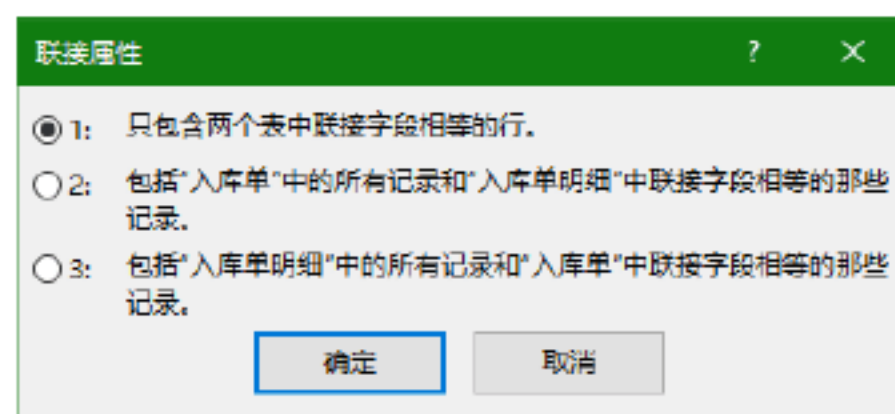 联接属性 ? ×
1: 只包含两个表中联接字段相等的行。
2: 包括"入库单"中的所有记录和"入库单明细"中联接字段相等的那些
记录。
3: 包括"入库单明细"中的所有记录和"入库单"中联接字段相等的那些
记录。
确定 取消